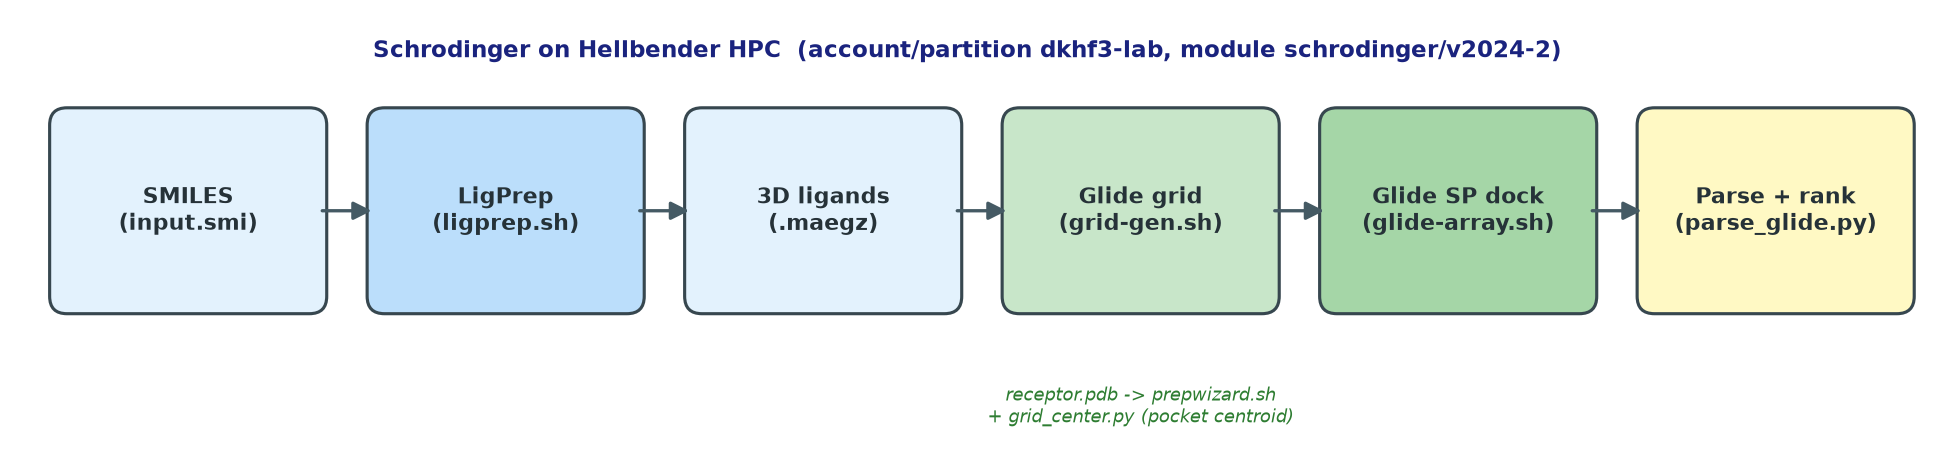 Schrodinger on Hellbender HPC (account/partition dkhf3-lab, module schrodinger/v2024-2)
SMILES
(input.smi)
LigPrep
(ligprep.sh)
3D ligands
(.maegz)
Glide grid
(grid-gen.sh)
Glide SP dock
(glide-array.sh)
Parse + rank
(parse_glide.py)
receptor.pdb -> prepwizard.sh
+ grid_center.py (pocket centroid)